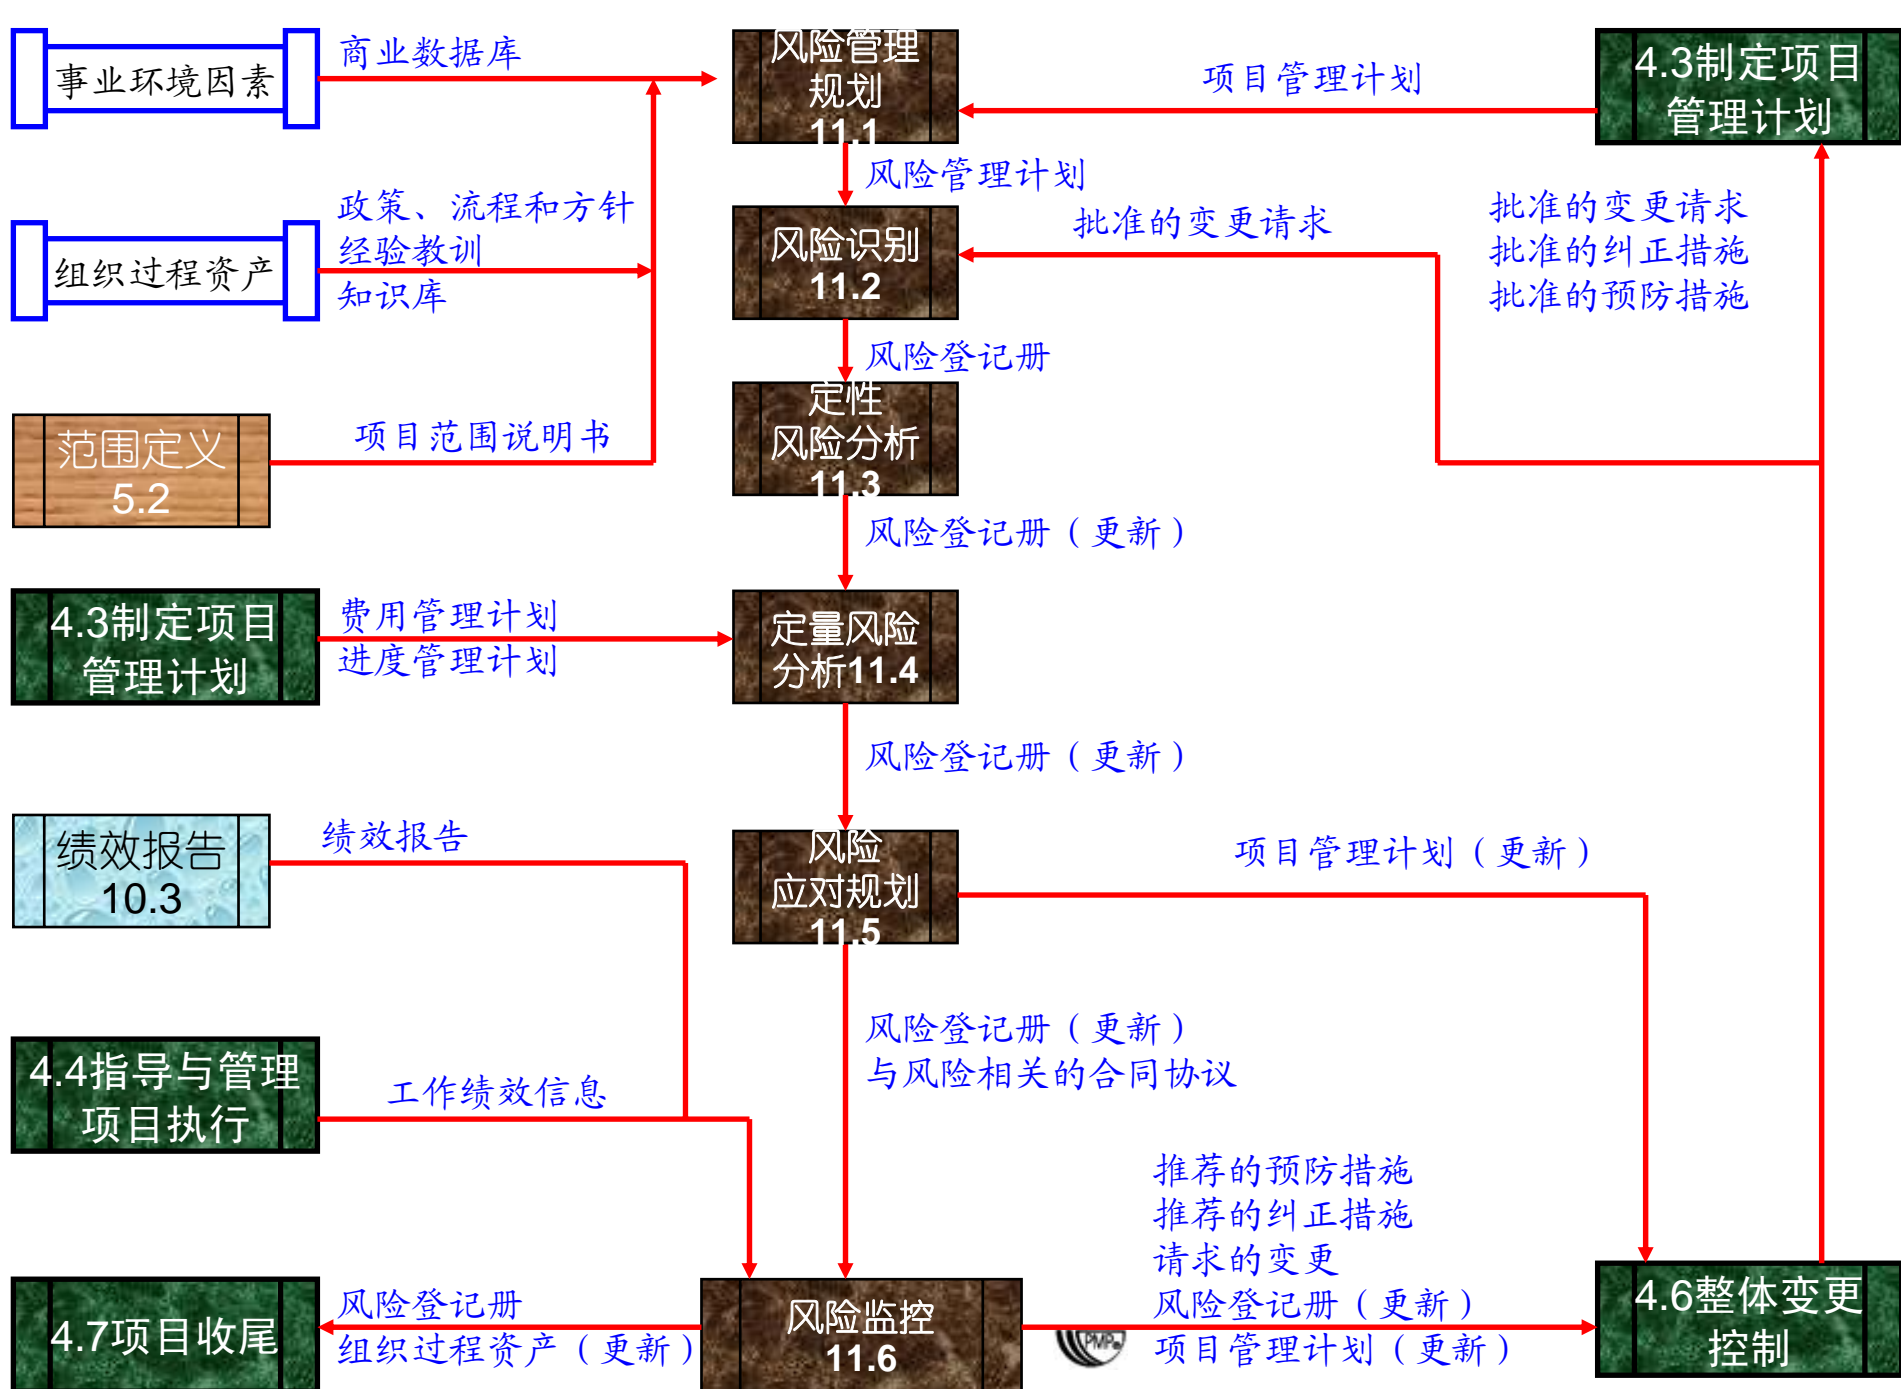 事业环境因素
商业数据库
风险管理
规划
11.1
项目管理计划
4.3制定项目
管理计划
风险管理计划
组织过程资产
政策、流程和方针
经验教训
知识库
风险识别
11.2
批准的变更请求
批准的变更请求
批准的纠正措施
批准的预防措施
风险登记册
范围定义
5.2
项目范围说明书
定性
风险分析
11.3
风险登记册（更新）
4.3制定项目
管理计划
费用管理计划
进度管理计划
定量风险
分析11.4
风险登记册（更新）
绩效报告
10.3
绩效报告
风险
应对规划
11.5
项目管理计划（更新）
风险登记册（更新）
与风险相关的合同协议
4.4指导与管理
项目执行
工作绩效信息
推荐的预防措施
推荐的纠正措施
请求的变更
风险登记册（更新）
项目管理计划（更新）
4.7项目收尾
风险登记册
组织过程资产（更新）
风险监控
11.6
PMP®
4.6整体变更
控制